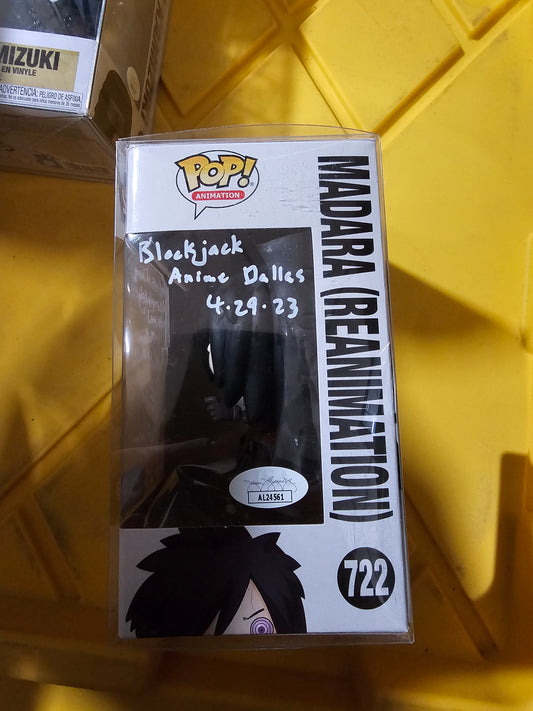 MIZUKI
EN VINYLE
ADVERTENCIA: PELIGRO DE ASFIXIA.
POP!
ANIMATION
MADARA (REANIMATION)
Blackjack
Anime Dallas
4·29·23
AL24561
722